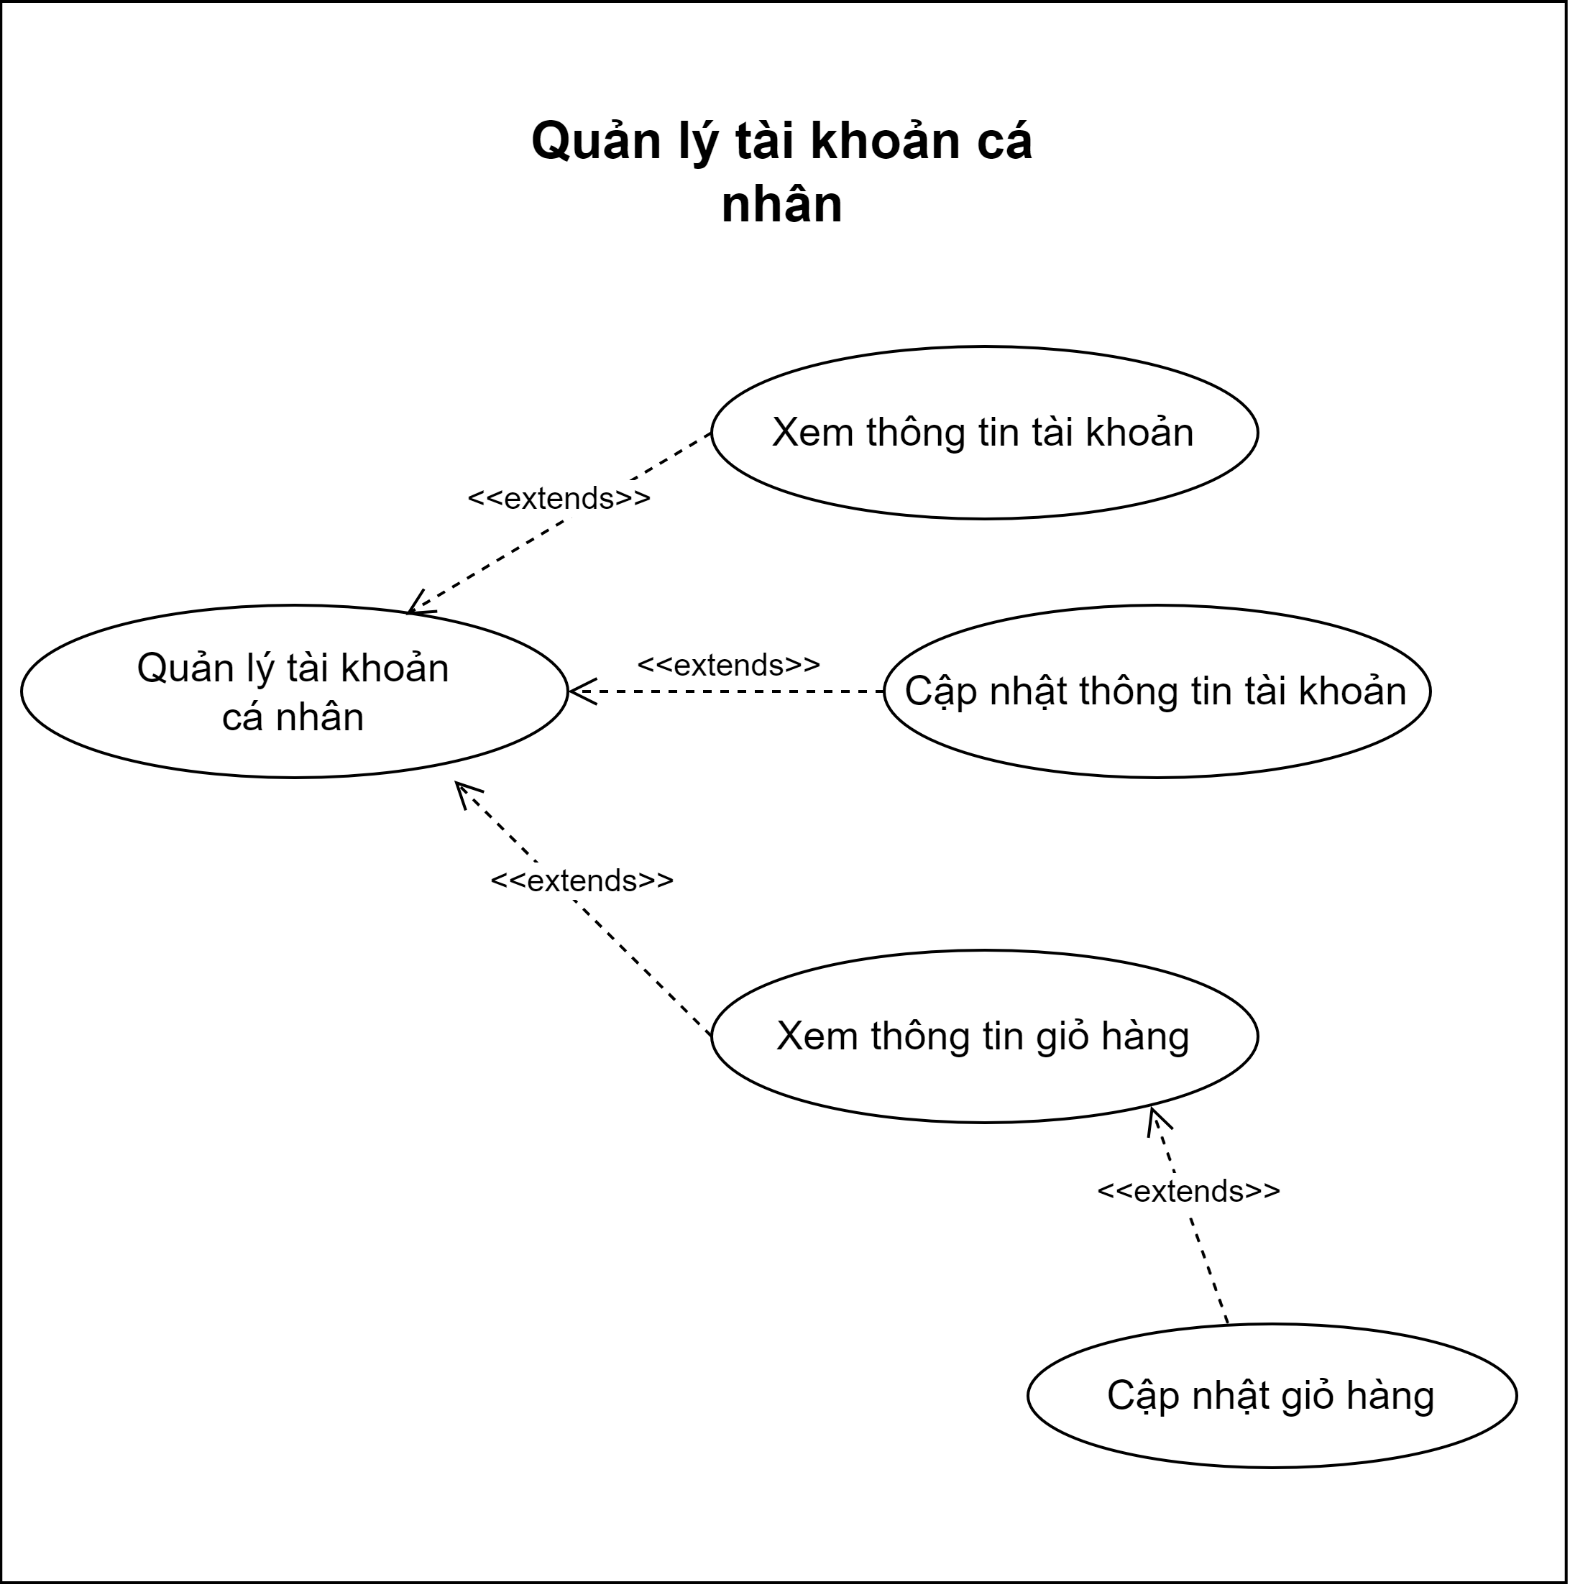 Quản lý tài khoản cá
nhân
Xem thông tin tài khoản
<<extends>>
Quản lý tài khoản
cá nhân
<<extends>>
Cập nhật thông tin tài khoản
<<extends>>
Xem thông tin giỏ hàng
<<extends>>
Cập nhật giỏ hàng